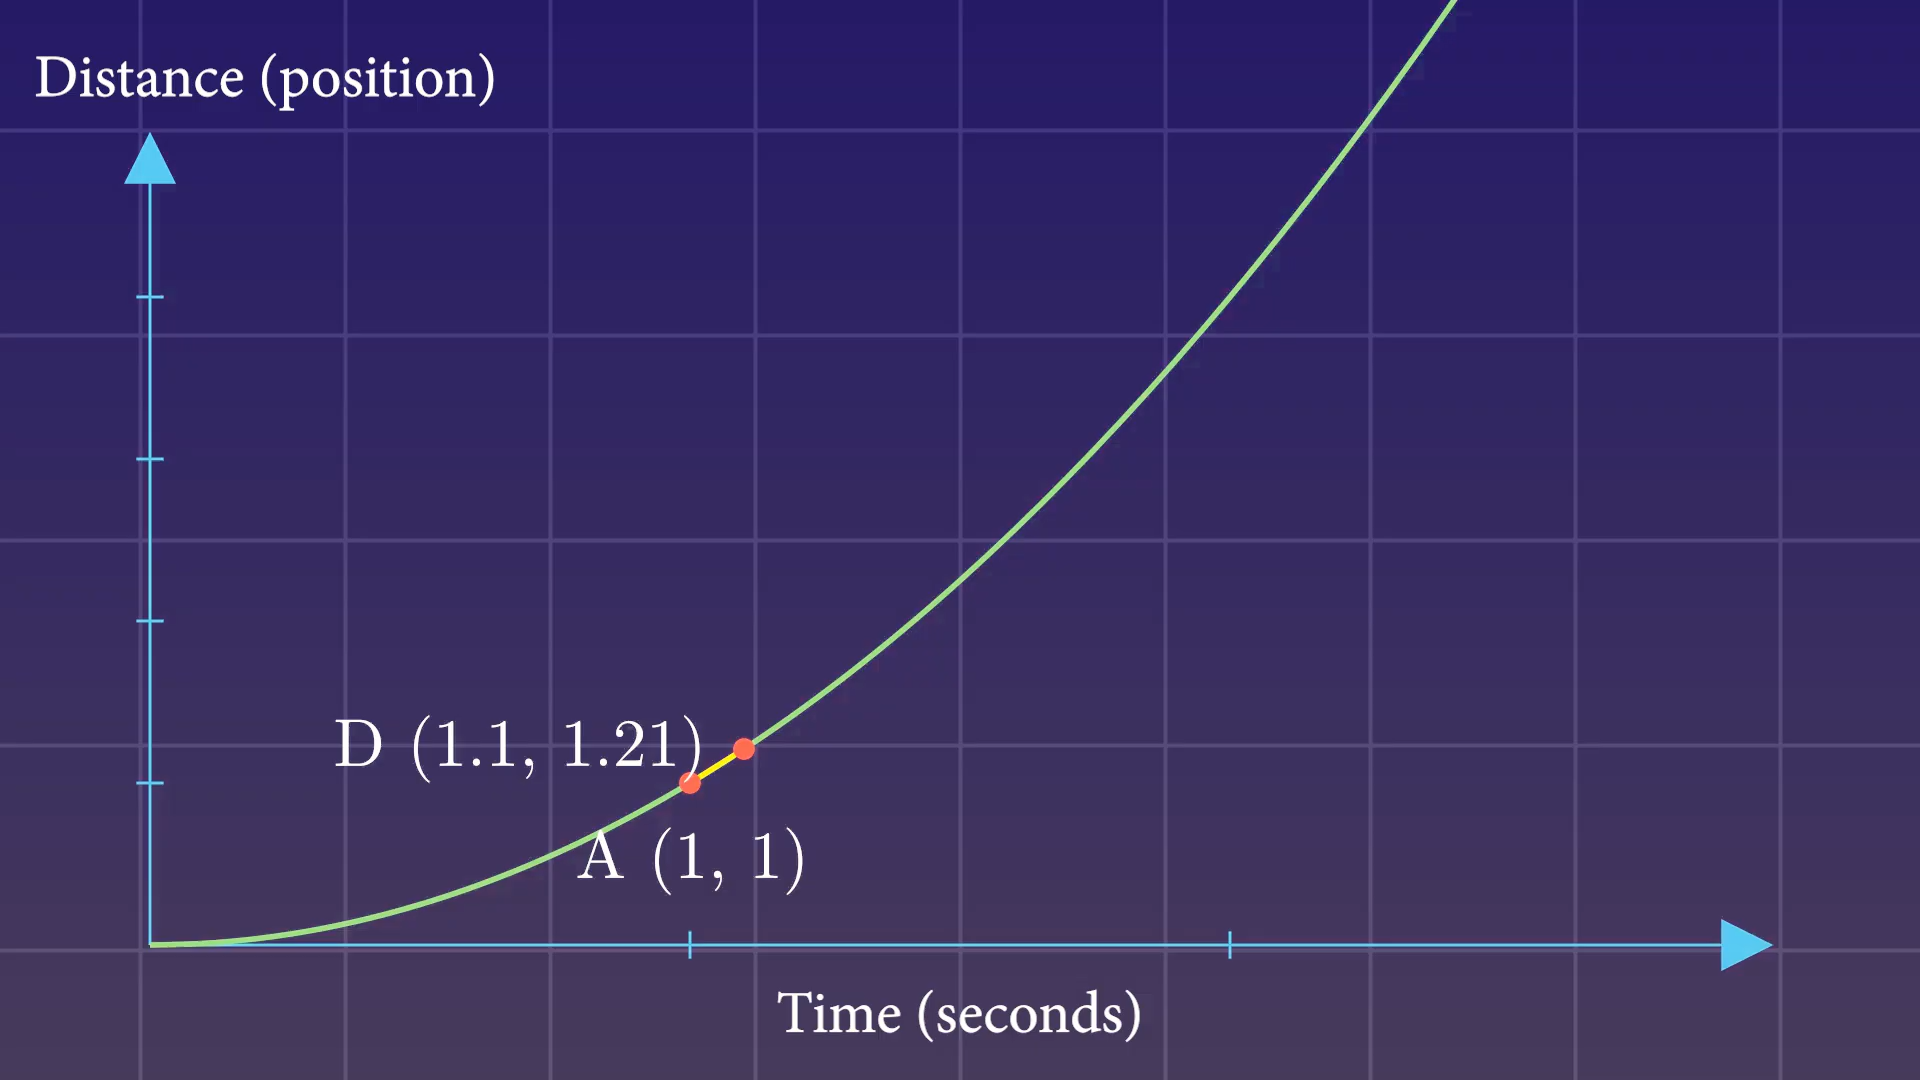 Distance (position)
D (1.1, 1.21)
A (1, 1)
Time (seconds)